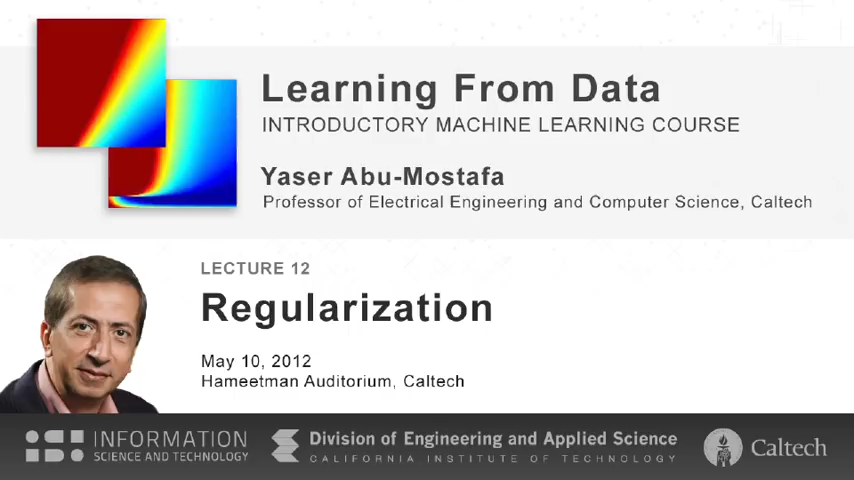 Learning From Data
INTRODUCTORY MACHINE LEARNING COURSE
Yaser Abu-Mostafa
Professor of Electrical Engineering and Computer Science, Caltech
LECTURE 12
Regularization
May 10, 2012
Hameetman Auditorium, Caltech
INFORMATION
SCIENCE AND TECHNOLOGY
Division of Engineering and Applied Science
CALIFORNIA INSTITUTE OF TECHNOLOGY
Caltech